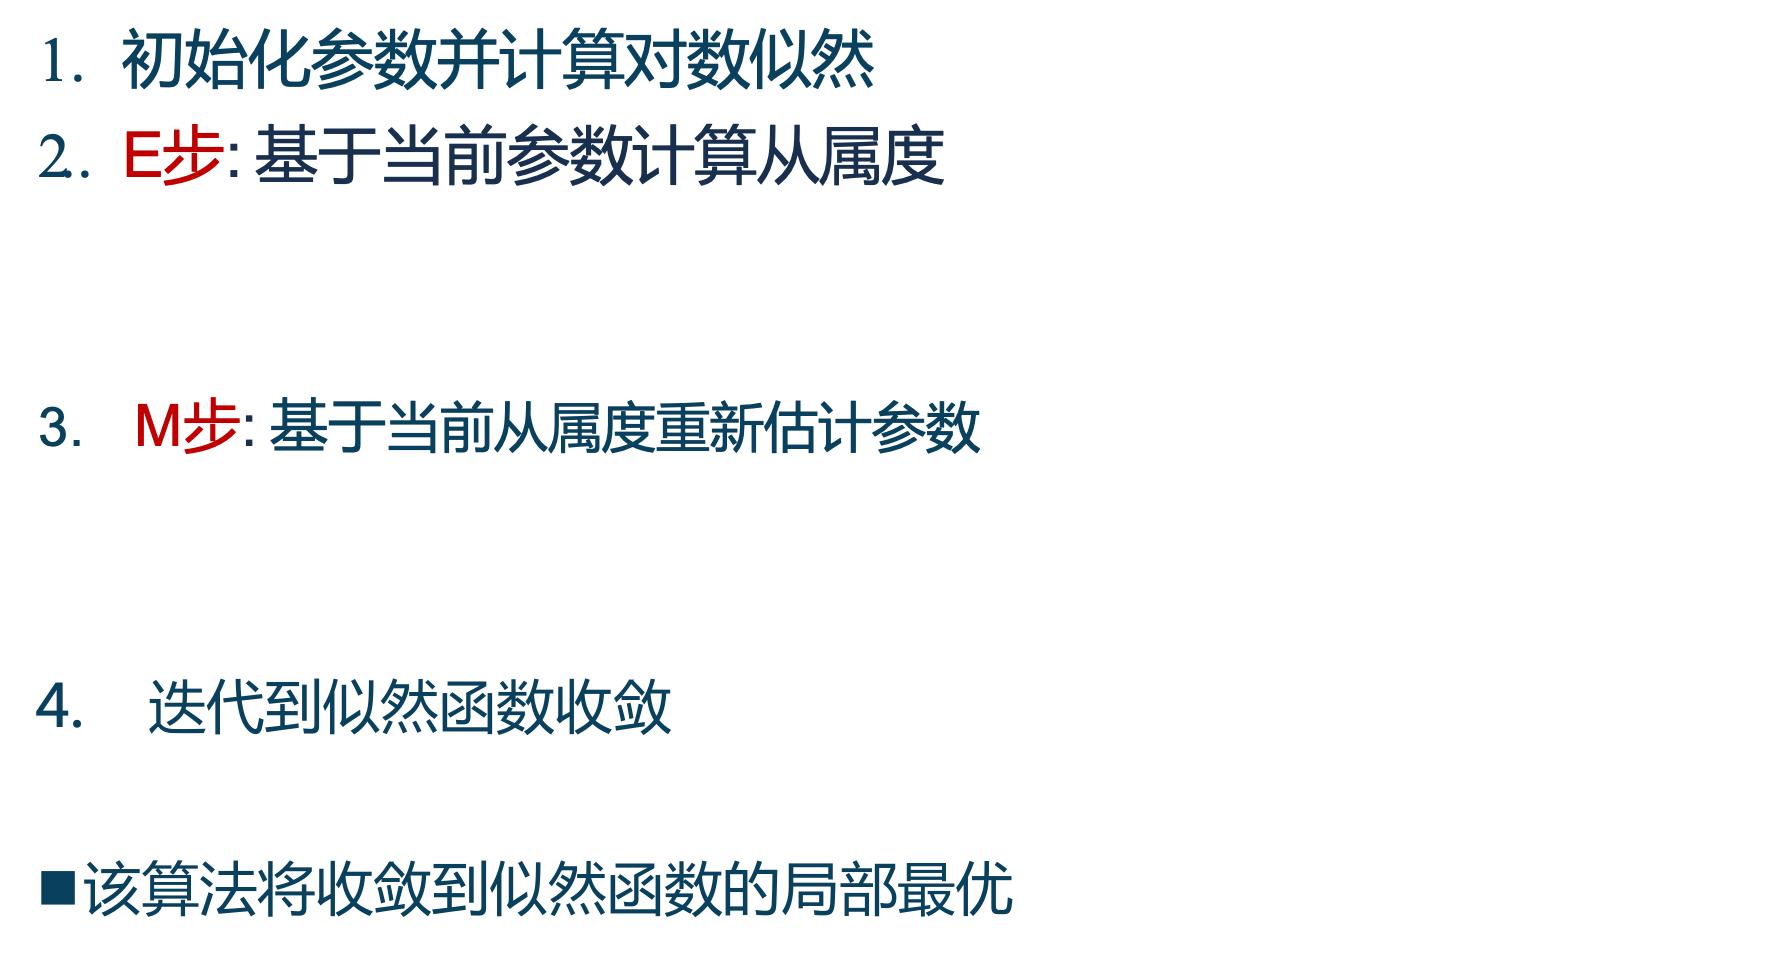 1. 初始化参数并计算对数似然
2.. E步: 基于当前参数计算从属度
3. M步: 基于当前从属度重新估计参数
4. 迭代到似然函数收敛
■该算法将收敛到似然函数的局部最优